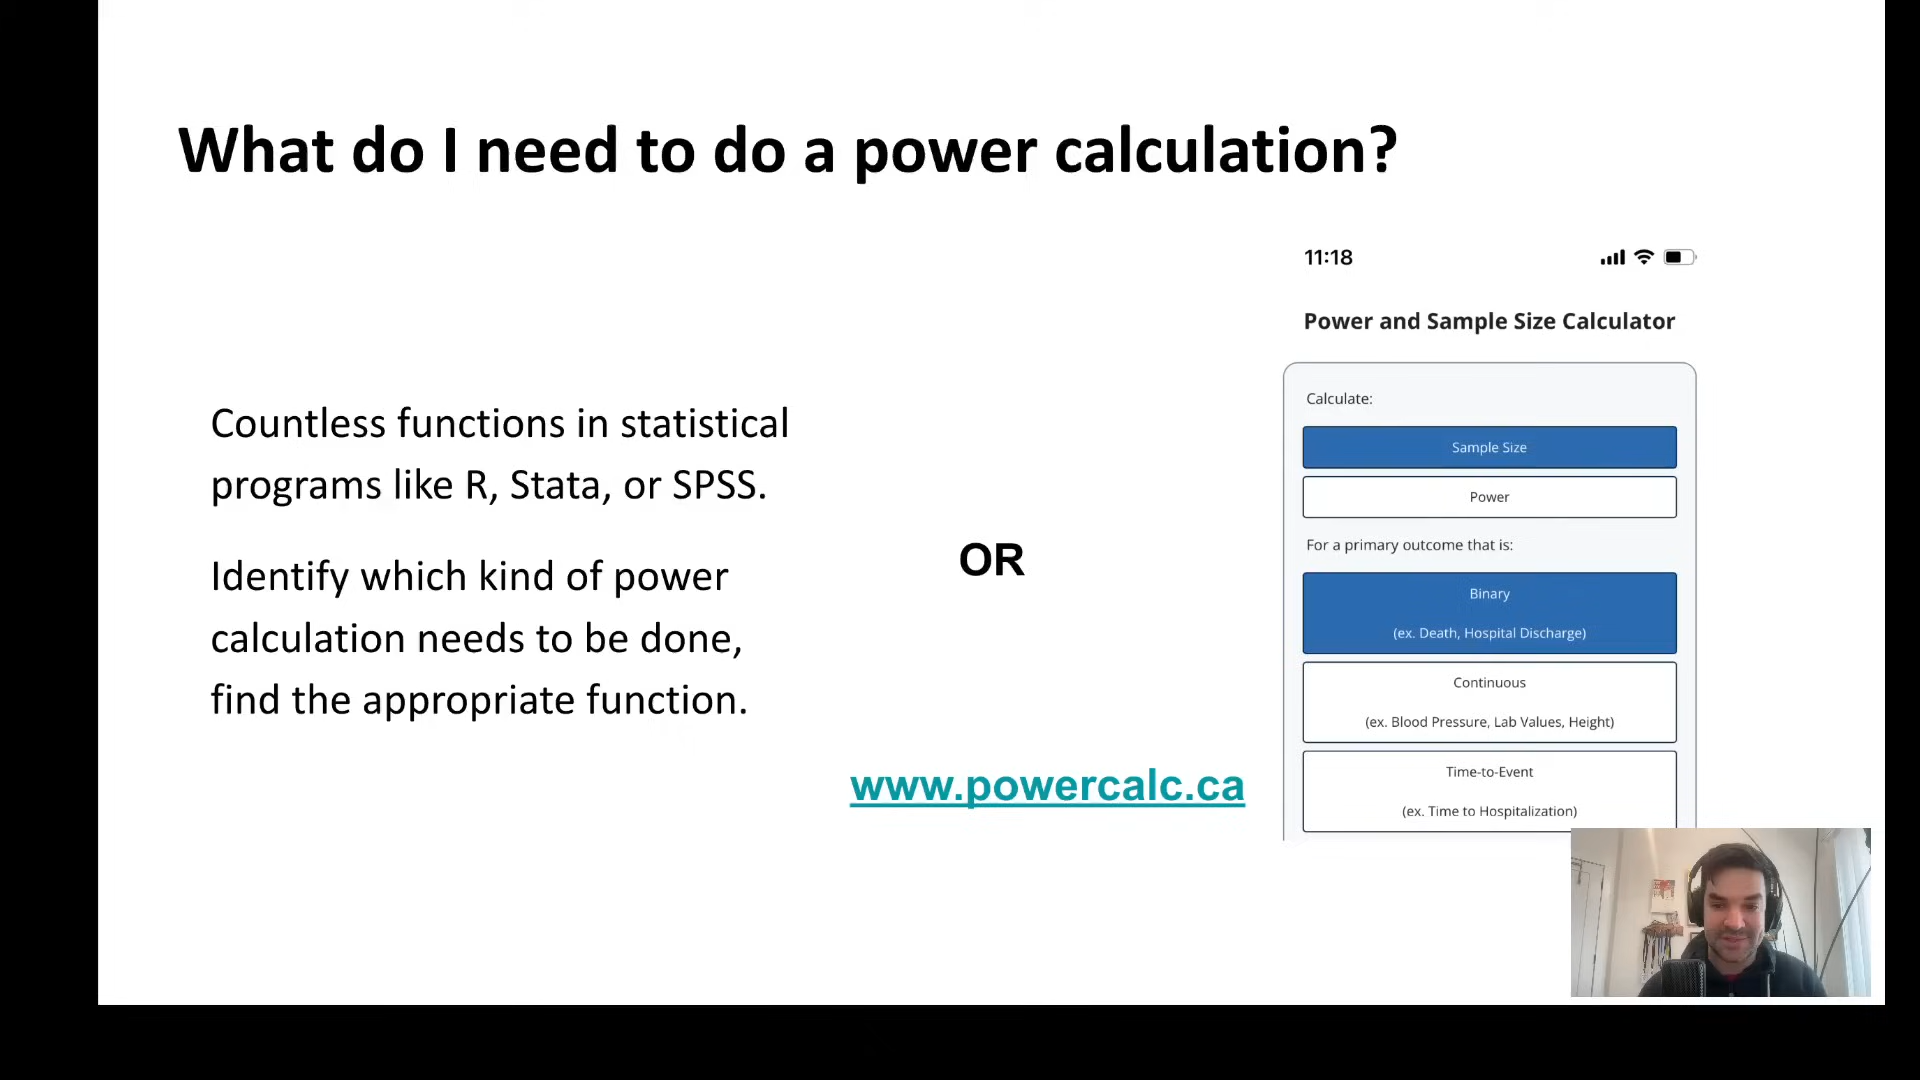 What do I need to do a power calculation?
Countless functions in statistical
programs like R, Stata, or SPSS.
Identify which kind of power
calculation needs to be done,
find the appropriate function.
OR
www.powercalc.ca
11:18
Power and Sample Size Calculator
Calculate:
Sample Size
Power
For a primary outcome that is:
Binary
(ex. Death, Hospital Discharge)
Continuous
(ex. Blood Pressure, Lab Values, Height)
Time-to-Event
(ex. Time to Hospitalization)